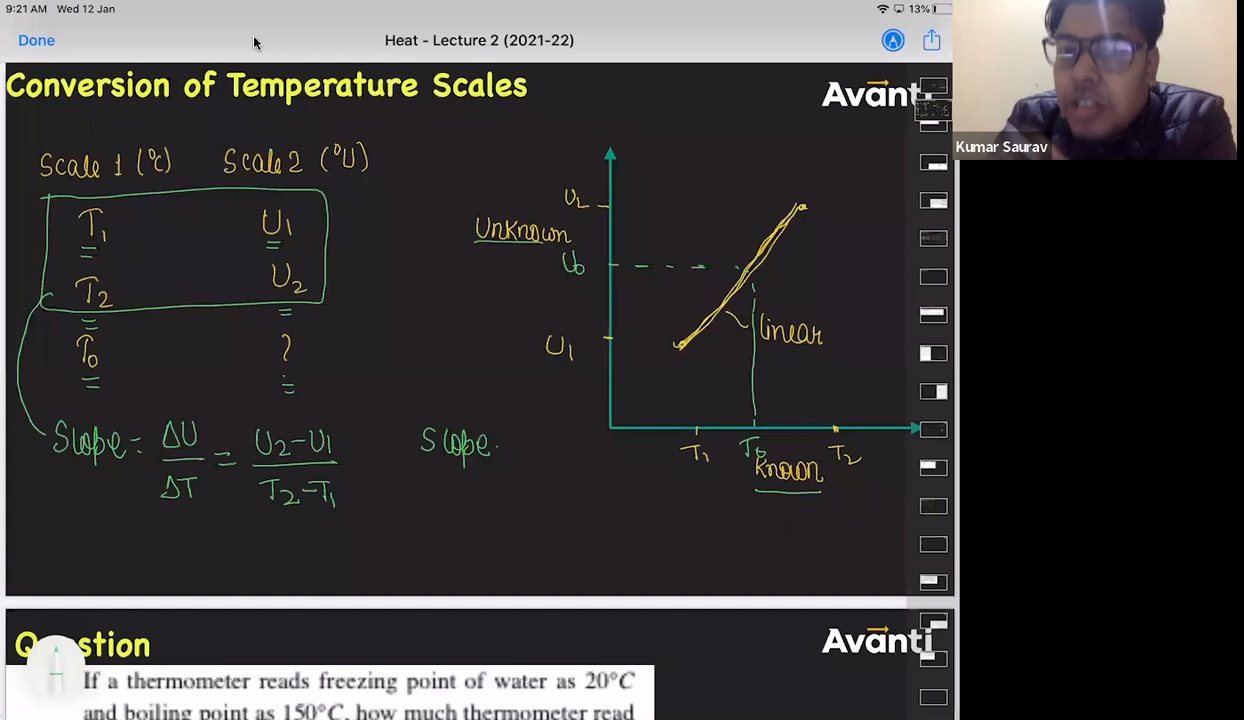 9:21 AM Wed 12 Jan
13%
Done
Heat - Lecture 2 (2021-22)
Conversion of Temperature Scales
Avanti
Kumar Saurav
Scale 1 (°C) Scale 2 (°U)
T₁ U₁
T₂ U₂
T₀ ?
Slope = ΔU/ΔT = U₂-U₁/T₂-T₁
Slope
U₂
Unknown
U₀
U₁
linear
T₁ T₀ T₂
Known
Question
Avanti
If a thermometer reads freezing point of water as 20°C
and boiling point as 150°C, how much thermometer read